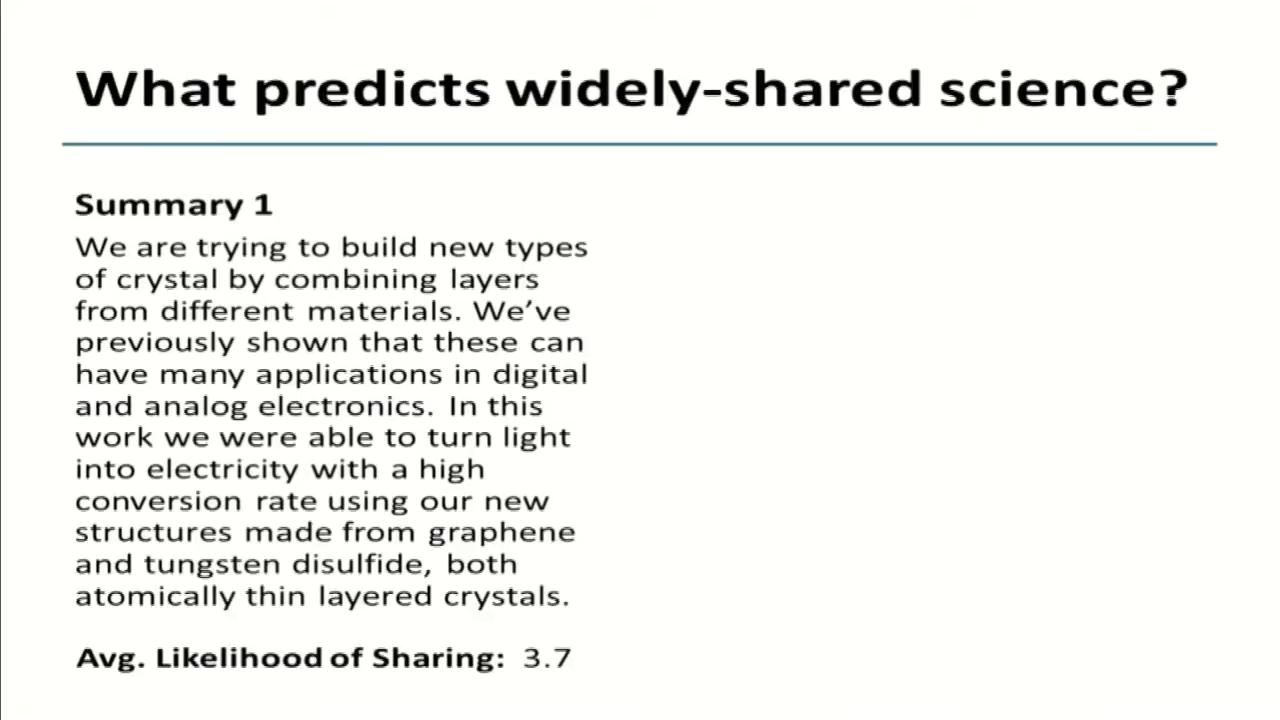 What predicts widely-shared science?
Summary 1
We are trying to build new types
of crystal by combining layers
from different materials. We’ve
previously shown that these can
have many applications in digital
and analog electronics. In this
work we were able to turn light
into electricity with a high
conversion rate using our new
structures made from graphene
and tungsten disulfide, both
atomically thin layered crystals.
Avg. Likelihood of Sharing: 3.7